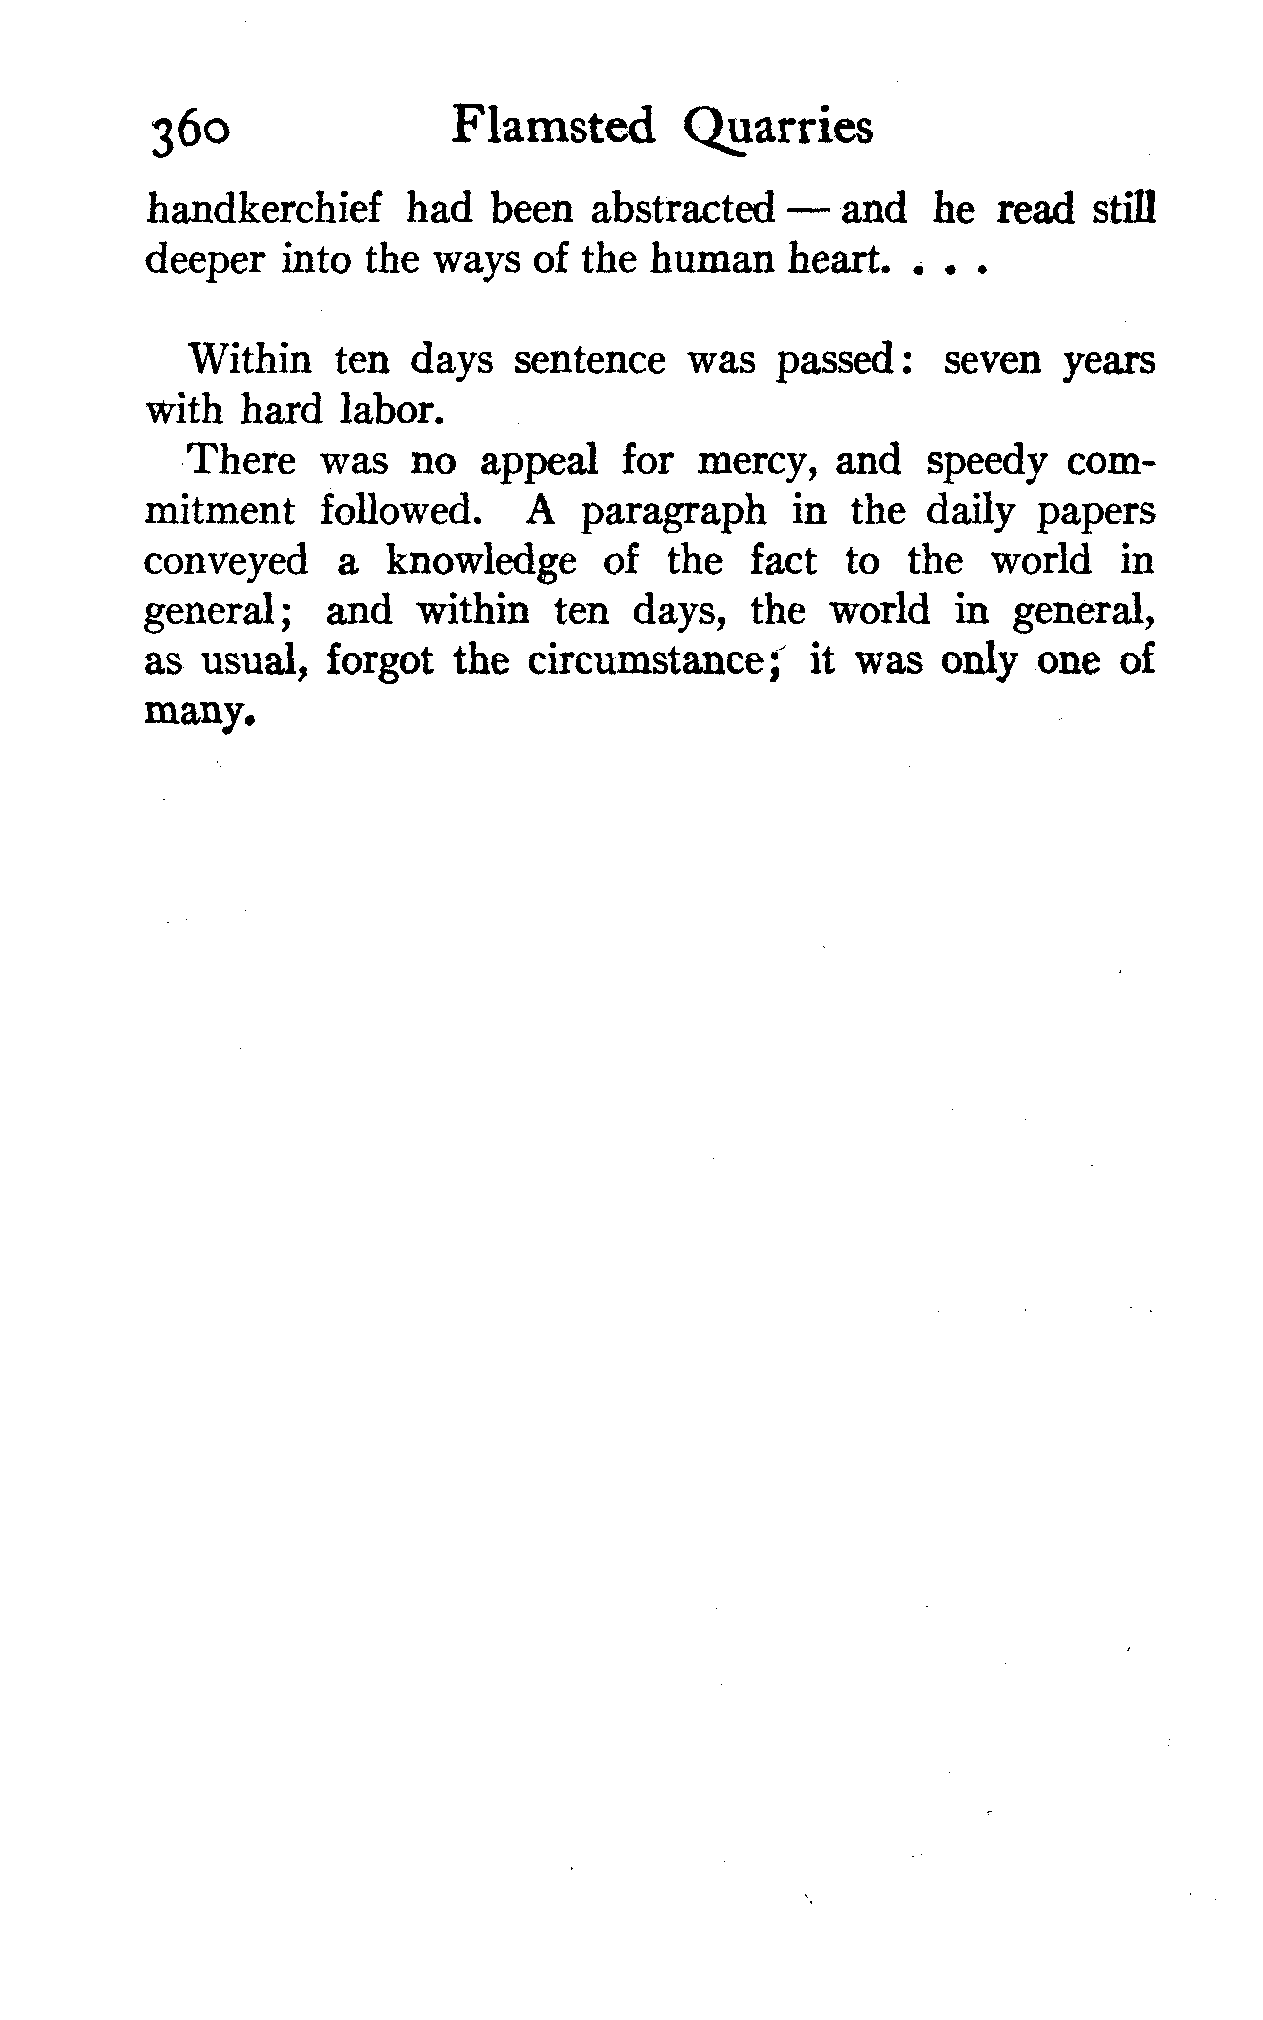 360 Flamsted Quarries
handkerchief had been abstracted — and he read still
deeper into the ways of the human heart. . . .
Within ten days sentence was passed: seven years
with hard labor.
There was no appeal for mercy, and speedy com-
mitment followed. A paragraph in the daily papers
conveyed a knowledge of the fact to the world in
general; and within ten days, the world in general,
as usual, forgot the circumstance; it was only one of
many.